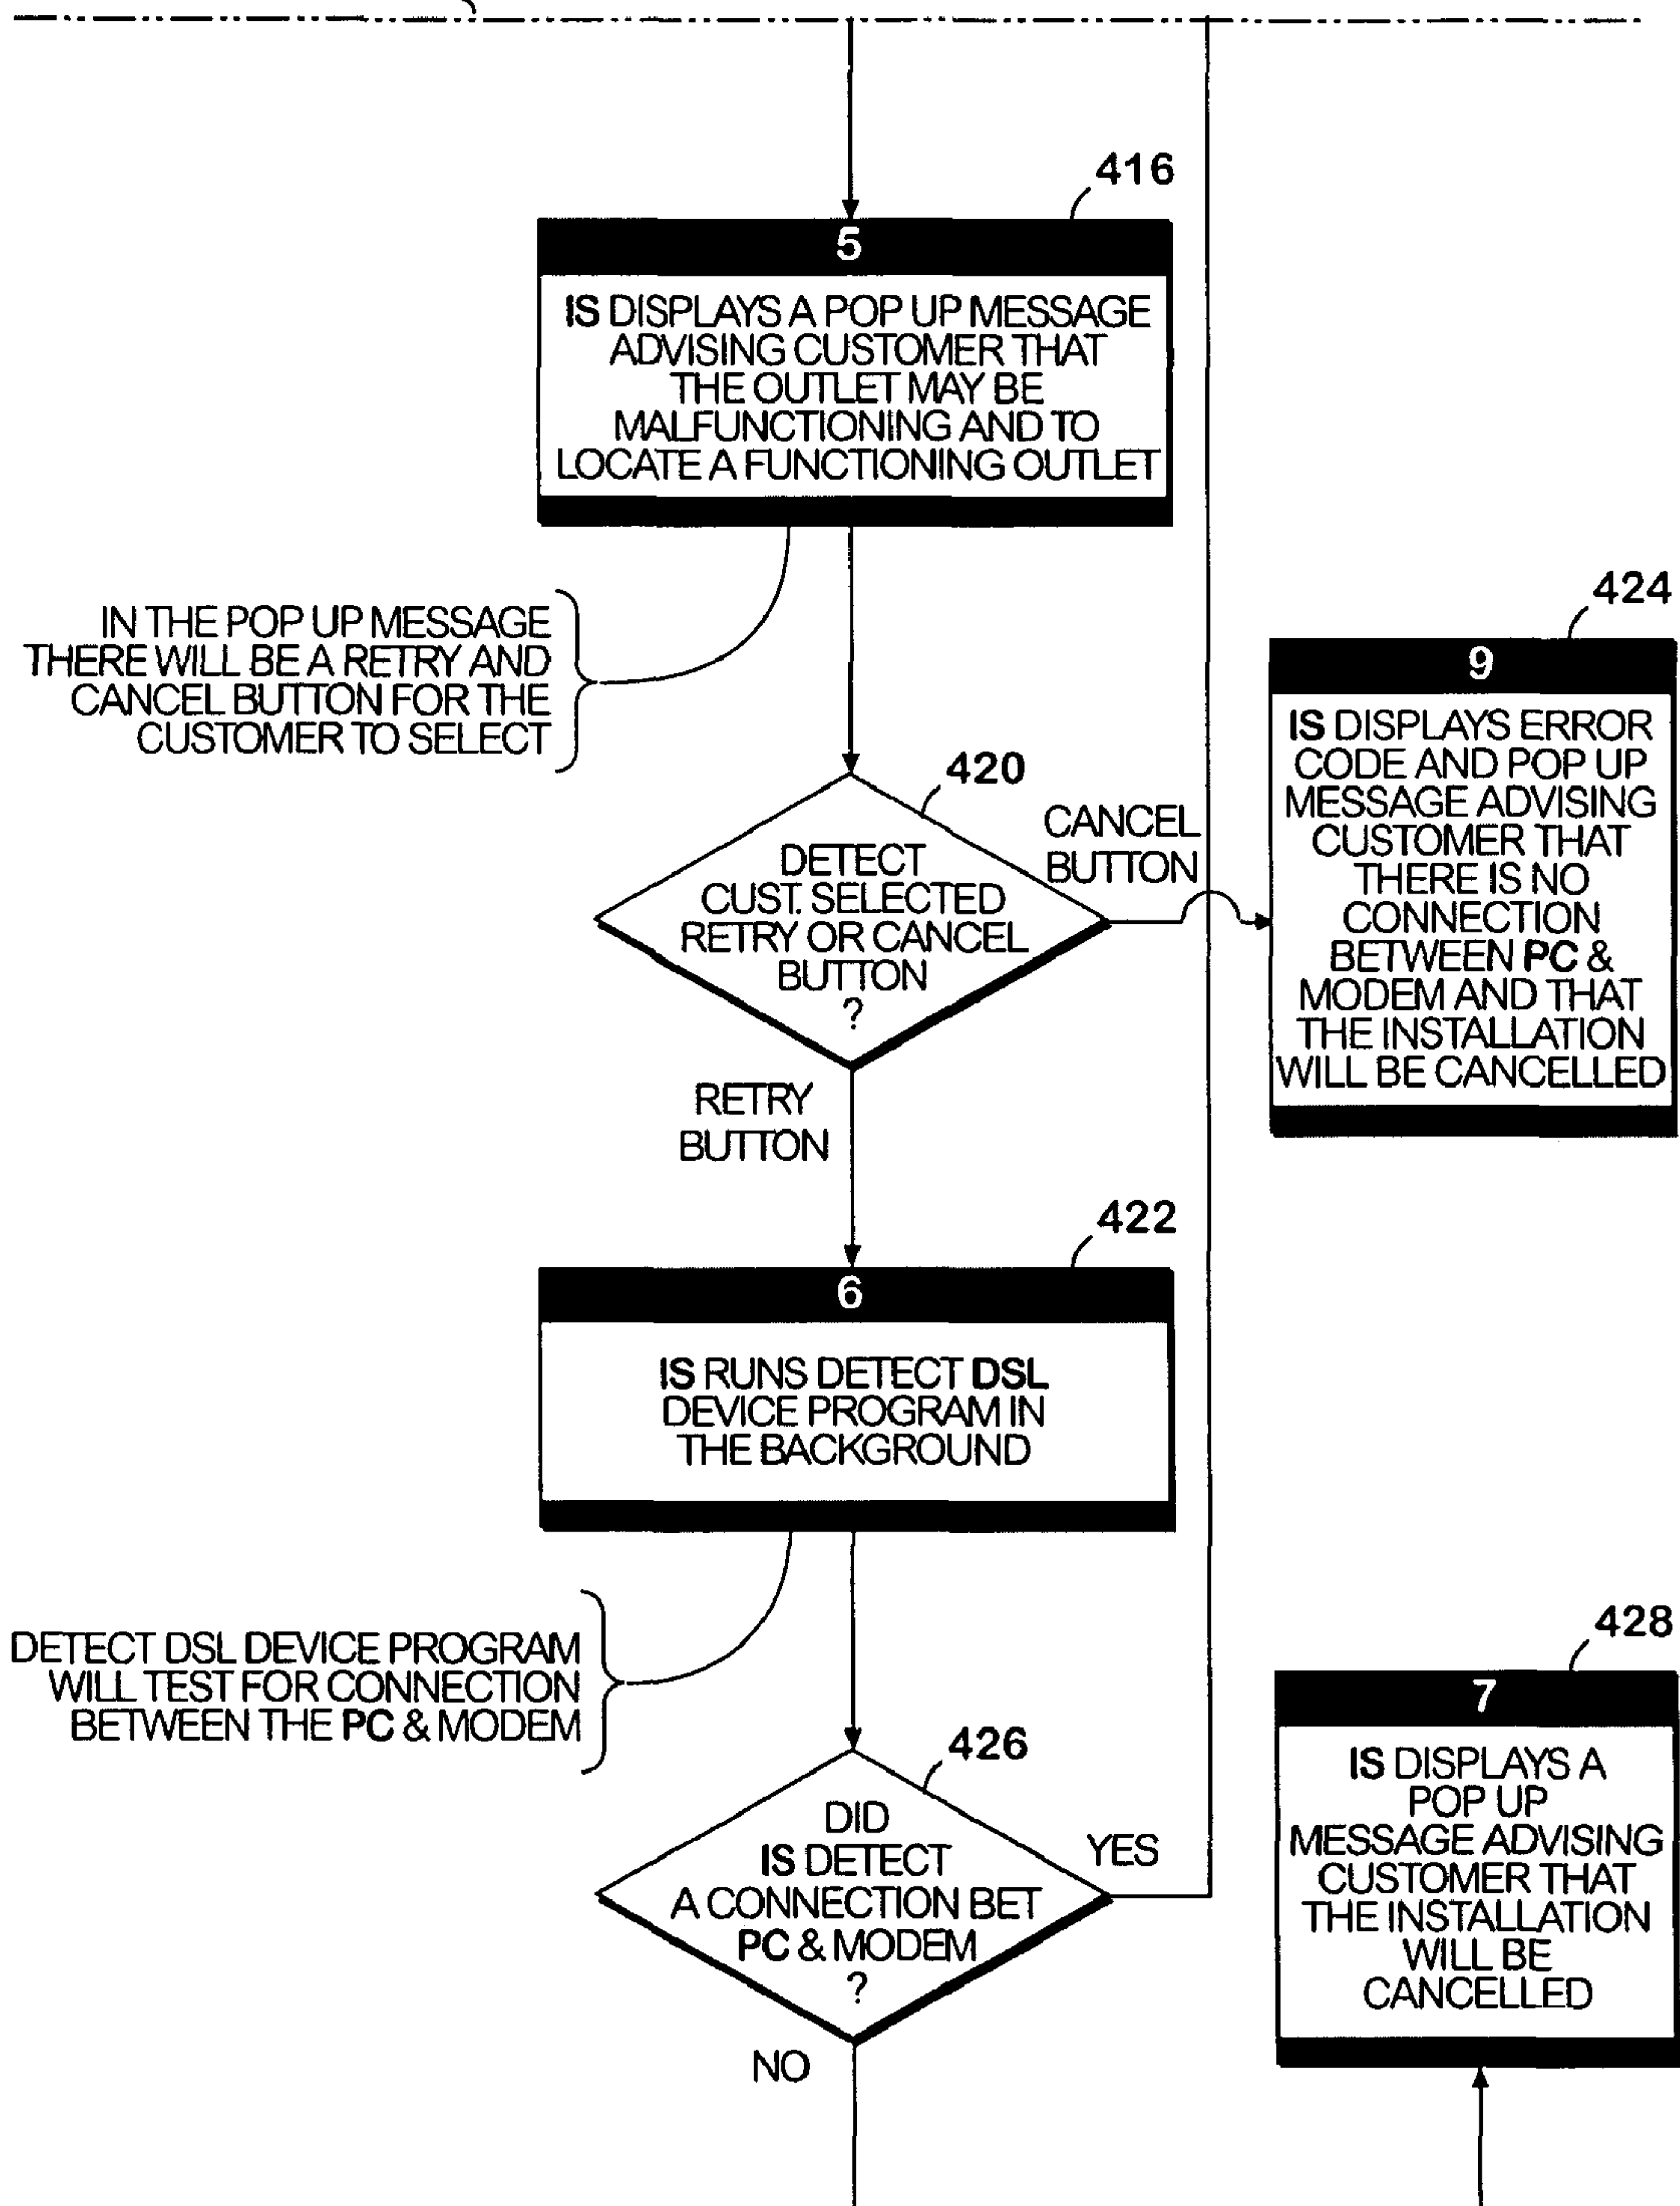 416
5
IS DISPLAYS A POP UP MESSAGE
ADVISING CUSTOMER THAT
THE OUTLET MAY BE
MALFUNCTIONING AND TO
LOCATE A FUNCTIONING OUTLET
IN THE POP UP MESSAGE
THERE WILL BE A RETRY AND
CANCEL BUTTON FOR THE
CUSTOMER TO SELECT
424
9
IS DISPLAYS ERROR
CODE AND POP UP
MESSAGE ADVISING
CUSTOMER THAT
THERE IS NO
CONNECTION
BETWEEN PC &
MODEM AND THAT
THE INSTALLATION
WILL BE CANCELLED
420
DETECT
CUST. SELECTED
RETRY OR CANCEL
BUTTON
?
CANCEL
BUTTON
RETRY
BUTTON
422
6
IS RUNS DETECT DSL
DEVICE PROGRAM IN
THE BACKGROUND
DETECT DSL DEVICE PROGRAM
WILL TEST FOR CONNECTION
BETWEEN THE PC & MODEM
428
7
IS DISPLAYS A
POP UP
MESSAGE ADVISING
CUSTOMER THAT
THE INSTALLATION
WILL BE
CANCELLED
426
DID
IS DETECT
A CONNECTION BET
PC & MODEM
?
YES
NO